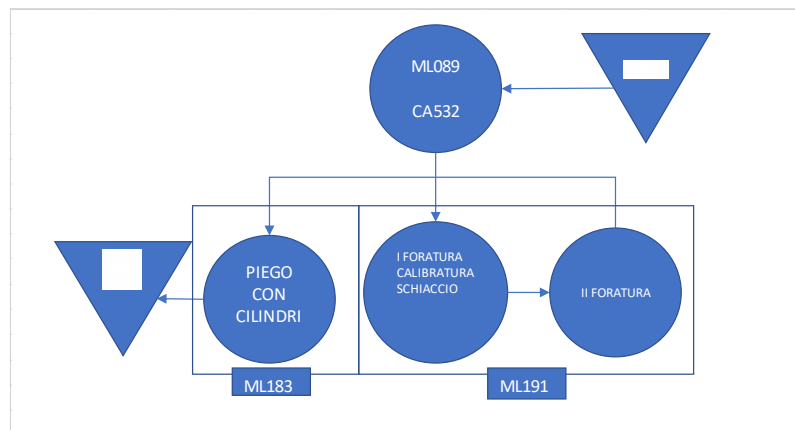 ML089
CA532
PIEGO
CON
CILINDRI
I FORATURA
CALIBRATURA
SCHIACCIO
II FORATURA
ML183
ML191